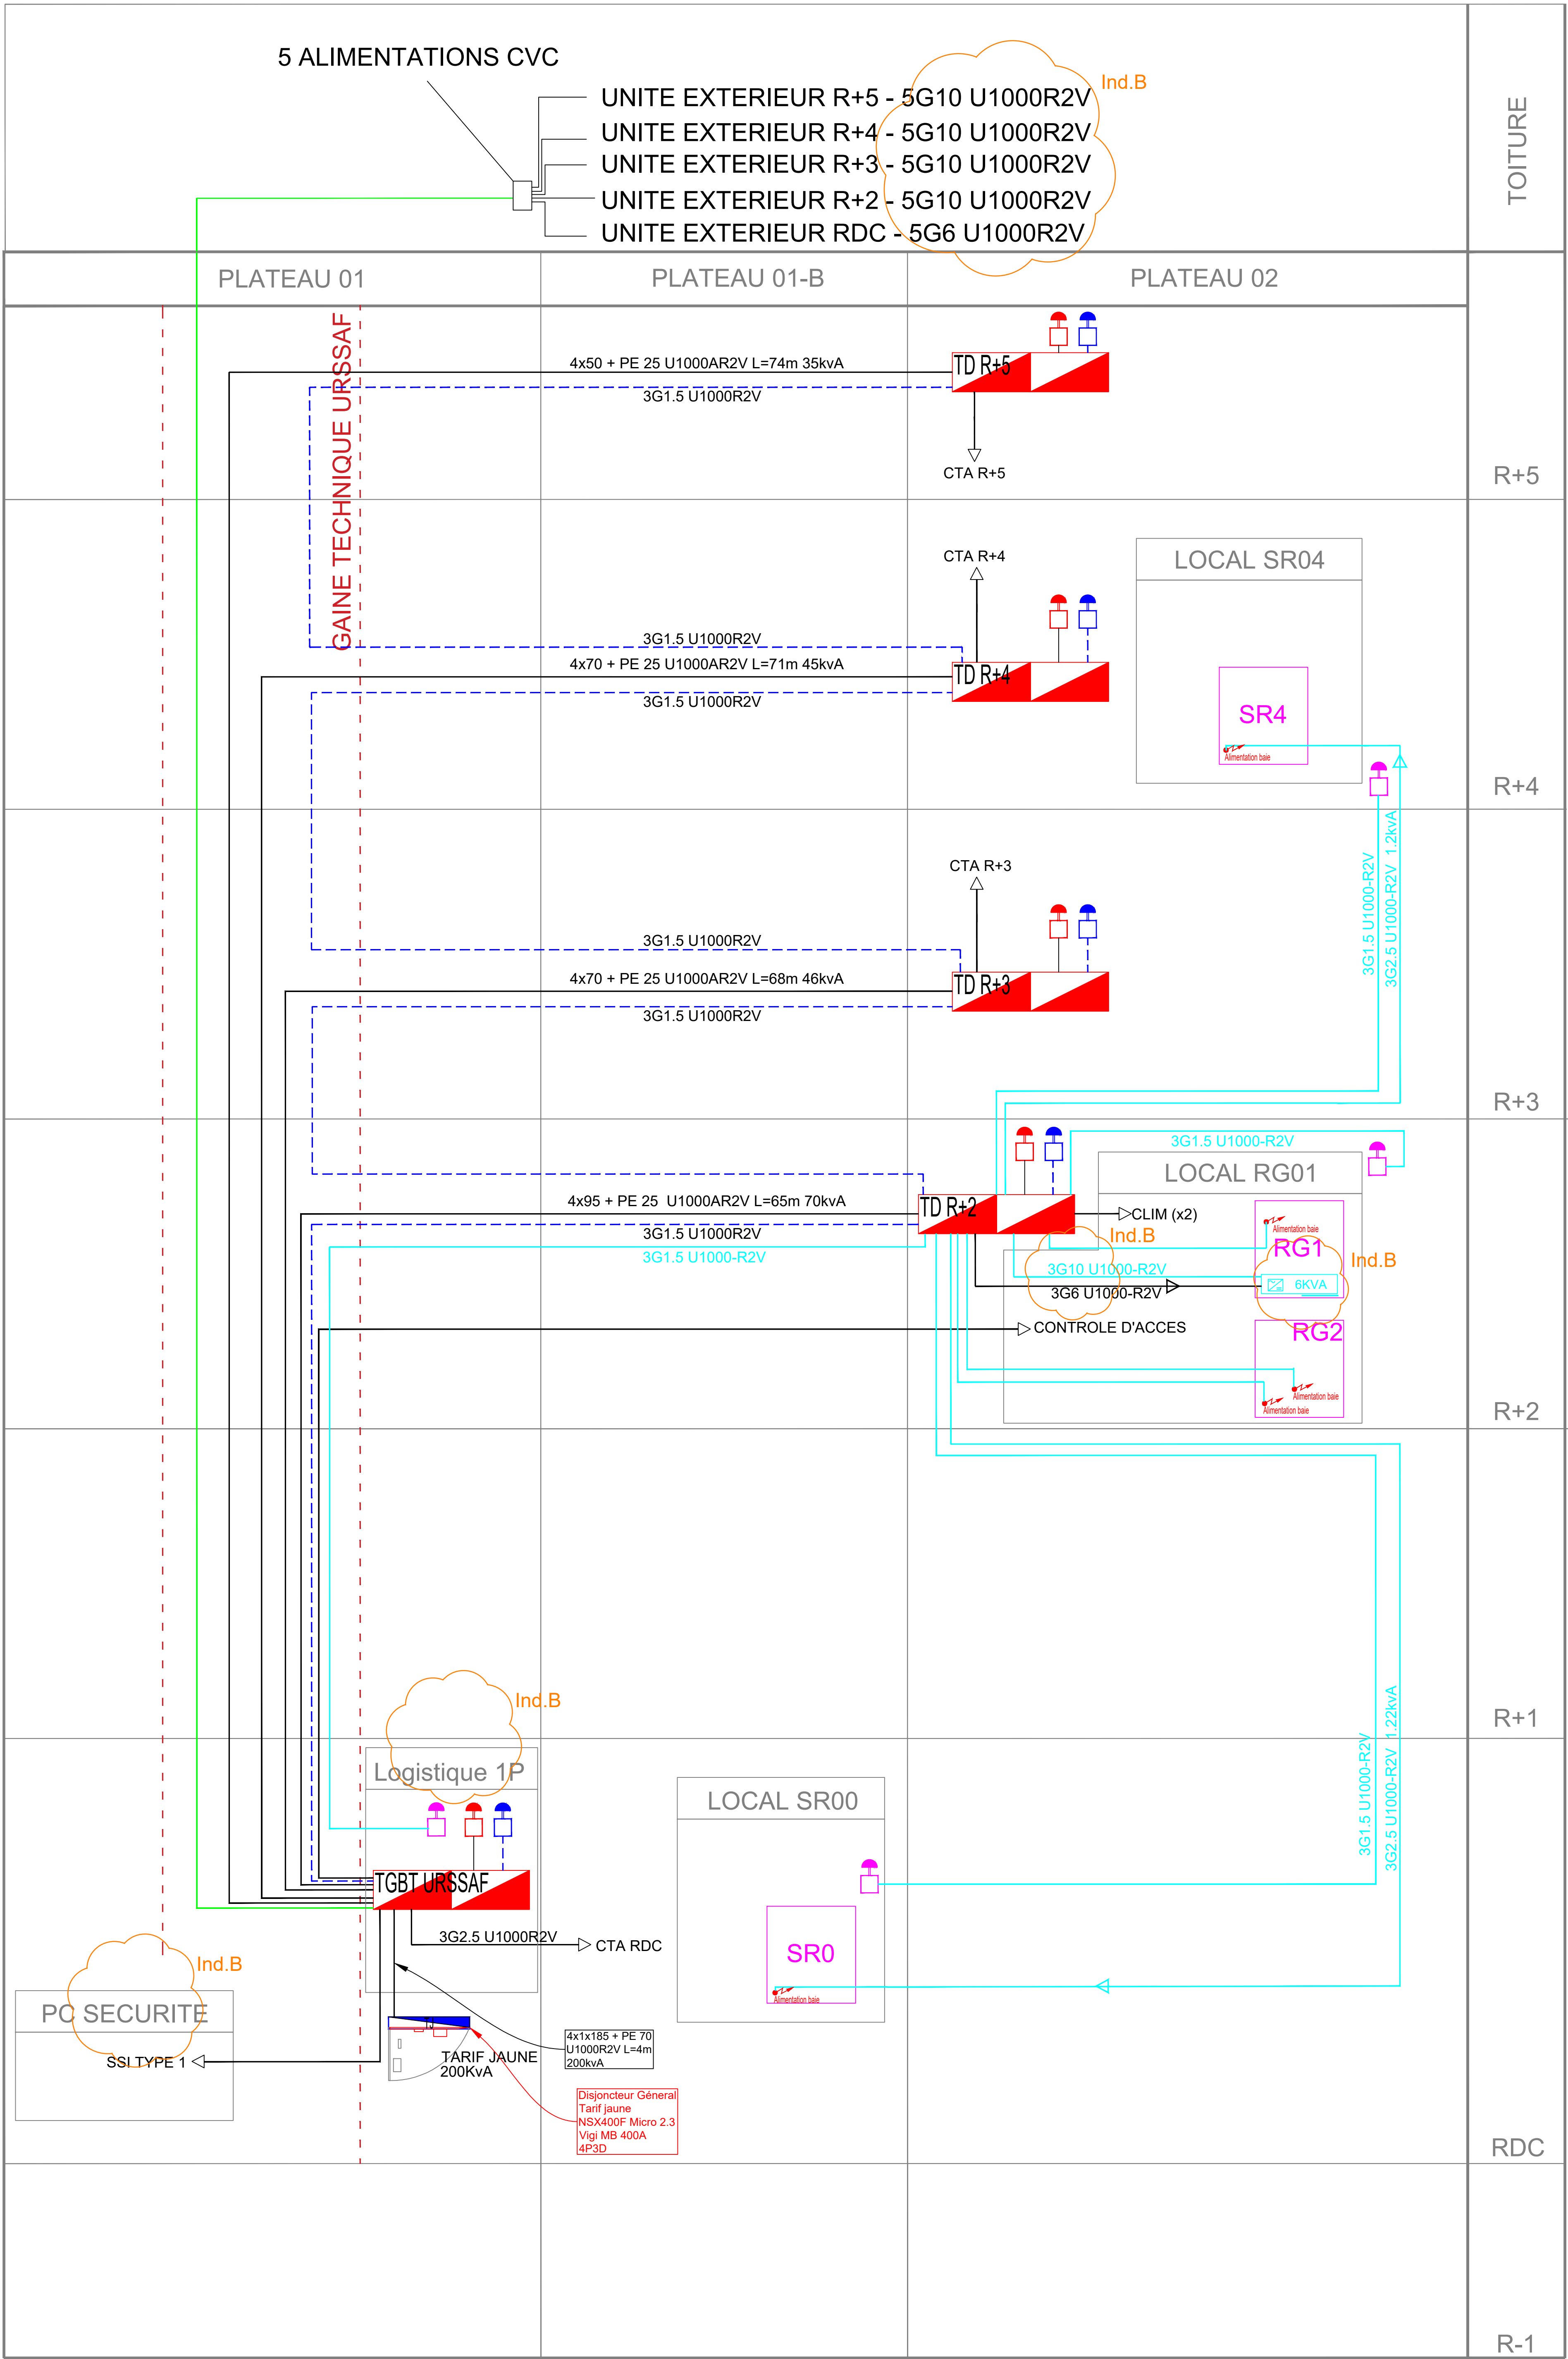 5 ALIMENTATIONS CVC
UNITE EXTERIEUR R+5 - 5G10 U1000R2V
Ind.B
UNITE EXTERIEUR R+4 - 5G10 U1000R2V
UNITE EXTERIEUR R+3 - 5G10 U1000R2V
UNITE EXTERIEUR R+2 - 5G10 U1000R2V
UNITE EXTERIEUR RDC - 5G6 U1000R2V
TOITURE
PLATEAU 01
PLATEAU 01-B
PLATEAU 02
GAINE TECHNIQUE URSSAF
4x50 + PE 25 U1000AR2V L=74m 35kvA
3G1.5 U1000R2V
TD R+5
CTA R+5
R+5
CTA R+4
LOCAL SR04
3G1.5 U1000R2V
4x70 + PE 25 U1000AR2V L=71m 45kvA
3G1.5 U1000R2V
TD R+4
SR4
Alimentation baie
R+4
3G1.5 U1000-R2V
3G2.5 U1000-R2V 1.2kvA
CTA R+3
3G1.5 U1000R2V
4x70 + PE 25 U1000AR2V L=68m 46kvA
3G1.5 U1000R2V
TD R+3
R+3
3G1.5 U1000-R2V
LOCAL RG01
4x95 + PE 25 U1000AR2V L=65m 70kvA
3G1.5 U1000R2V
3G1.5 U1000-R2V
TD R+2
CLIM (x2)
Ind.B
Alimentation baie
RG1
Ind.B
3G10 U1000-R2V
6KVA
3G6 U1000-R2V
CONTROLE D'ACCES
RG2
Alimentation baie
Alimentation baie
R+2
3G1.5 U1000-R2V
3G2.5 U1000-R2V 1.22kvA
R+1
Ind.B
Logistique 1P
LOCAL SR00
TGBT URSSAF
3G2.5 U1000R2V
CTA RDC
SR0
Alimentation baie
Ind.B
PC SECURITE
SSI TYPE 1
TJ
TARIF JAUNE
200KvA
4x1x185 + PE 70
U1000R2V L=4m
200kvA
Disjoncteur Géneral
Tarif jaune
NSX400F Micro 2.3
Vigi MB 400A
4P3D
RDC
R-1